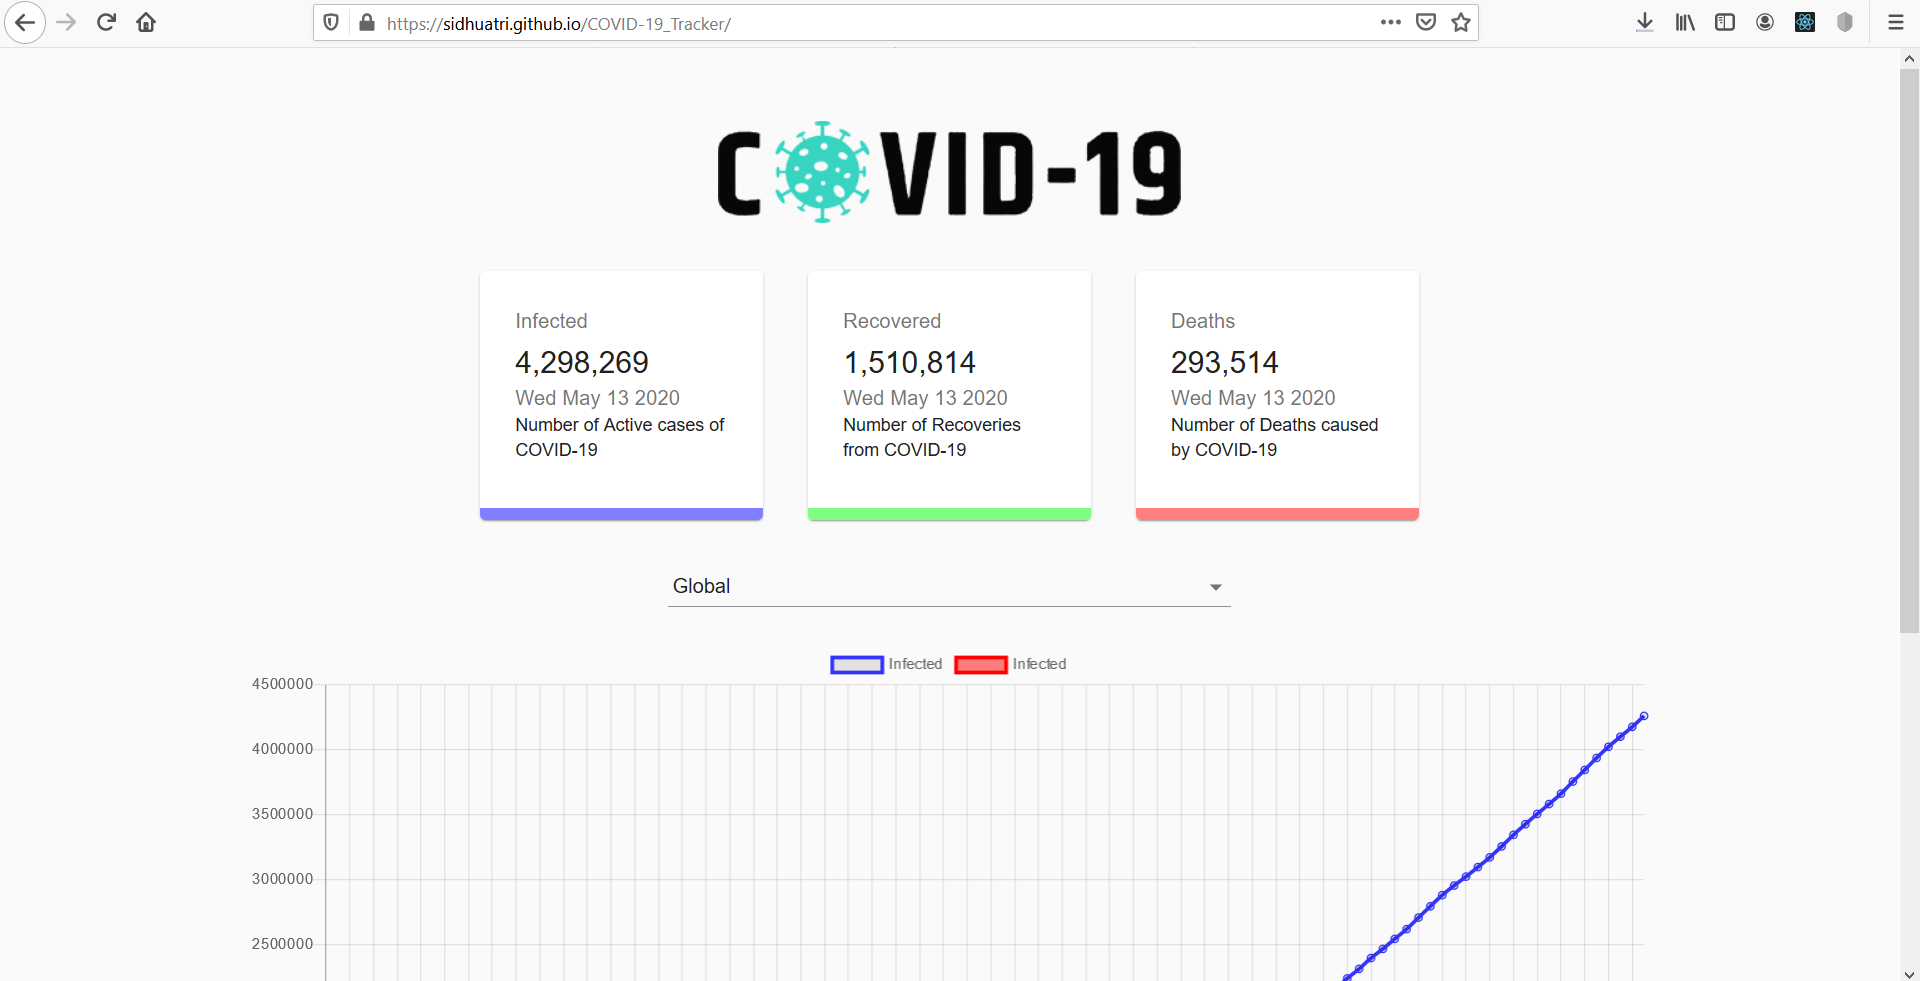 https://sidhuatri.github.io/COVID-19_Tracker/
COVID-19
Infected
4,298,269
Wed May 13 2020
Number of Active cases of
COVID-19
Recovered
1,510,814
Wed May 13 2020
Number of Recoveries
from COVID-19
Deaths
293,514
Wed May 13 2020
Number of Deaths caused
by COVID-19
Global
Infected Infected
4500000
4000000
3500000
3000000
2500000